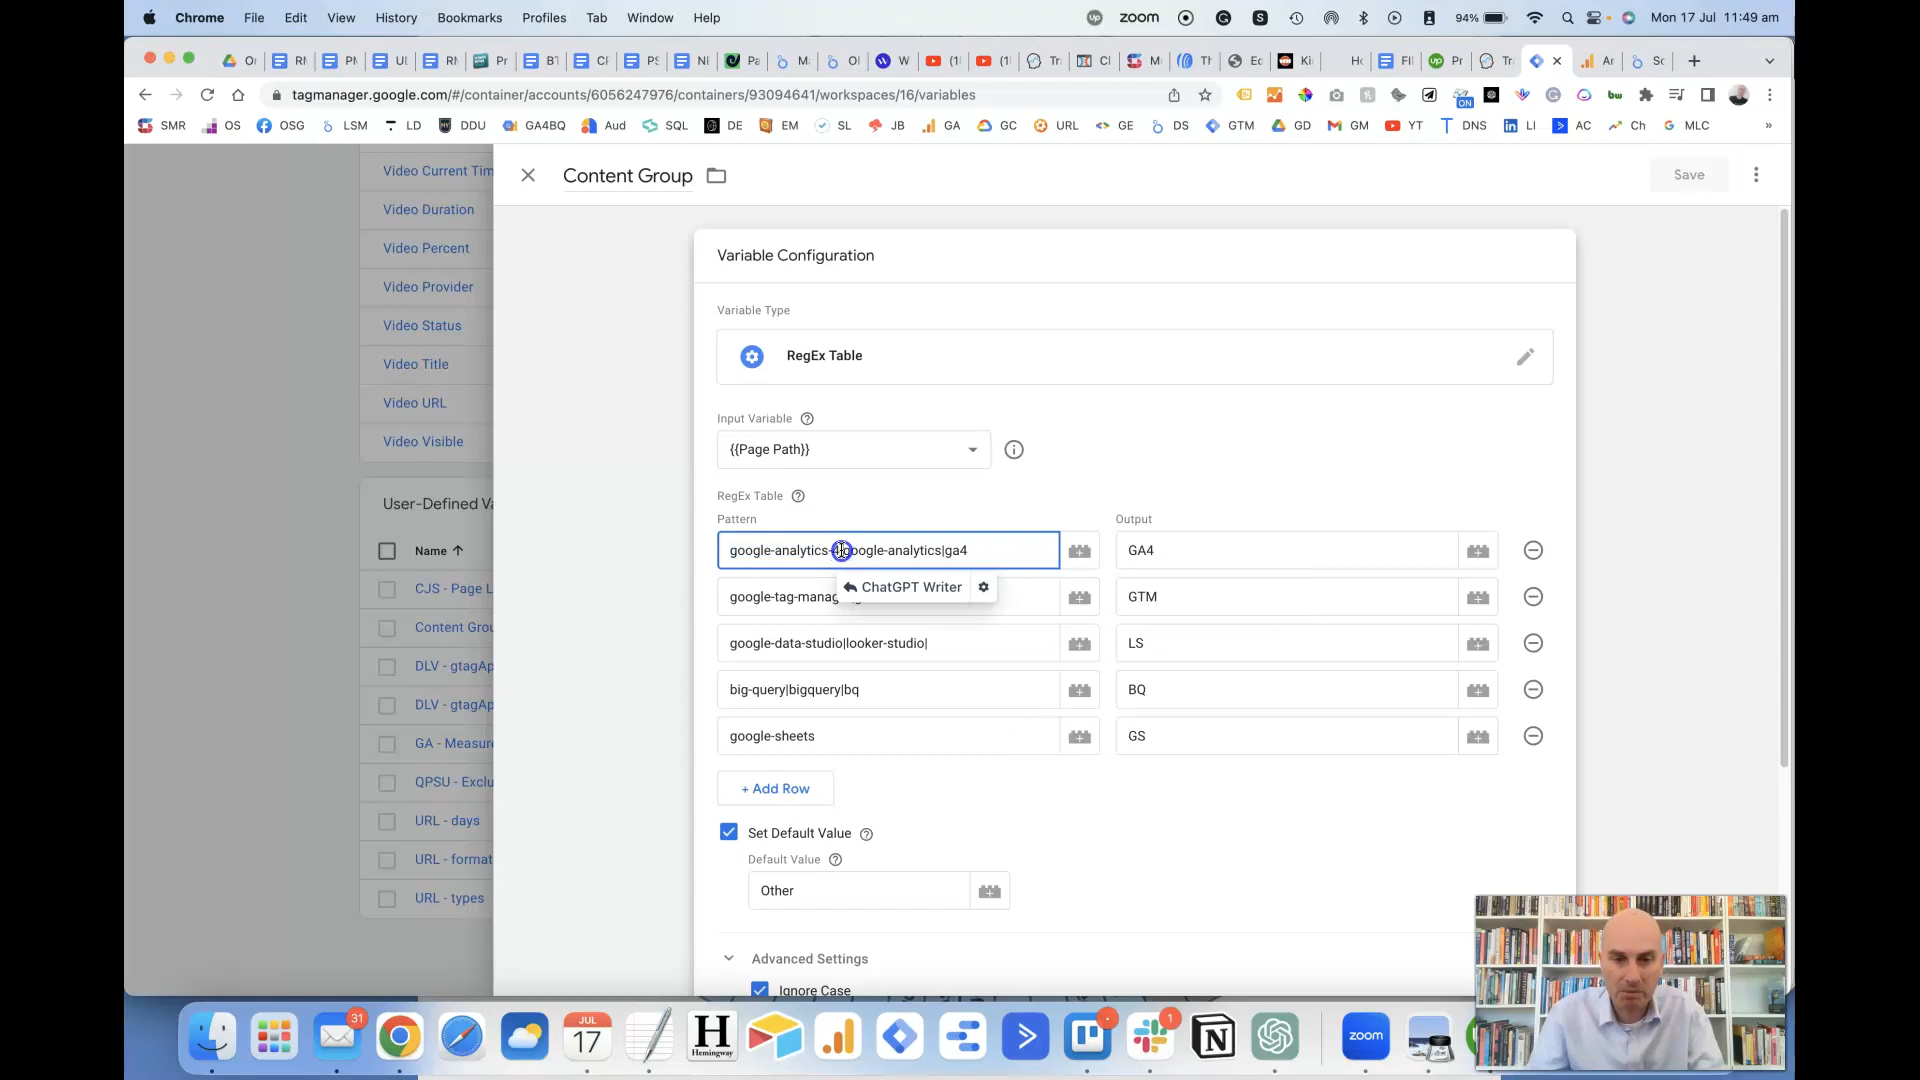 Chrome File Edit View History Bookmarks Profiles Tab Window Help zoom 94% Mon 17 Jul 11:49 am
tagmanager.google.com/#/container/accounts/6056247976/containers/93094641/workspaces/16/variables
SMR OS OSG LSM LD DDU GA4BQ Aud SQL DE EM SL JB GA GC URL GE DS GTM GD GM YT DNS LI AC Ch MLC »
Video Current Tim
Video Duration
Video Percent
Video Provider
Video Status
Video Title
Video URL
Video Visible
User-Defined Va
Name
CJS - Page L
Content Grou
DLV - gtagAp
DLV - gtagAp
GA - Measure
QPSU - Exclu
URL - days
URL - format
URL - types
Content Group
Save
Variable Configuration
Variable Type
RegEx Table
Input Variable
{{Page Path}}
RegEx Table
Pattern Output
google-analytics-4|google-analytics|ga4 GA4
ChatGPT Writer
google-tag-manag GTM
google-data-studio|looker-studio| LS
big-query|bigquery|bq BQ
google-sheets GS
+ Add Row
Set Default Value
Default Value
Other
Advanced Settings
Ignore Case
31
JUL
17
H
Hemingway
zoom
1